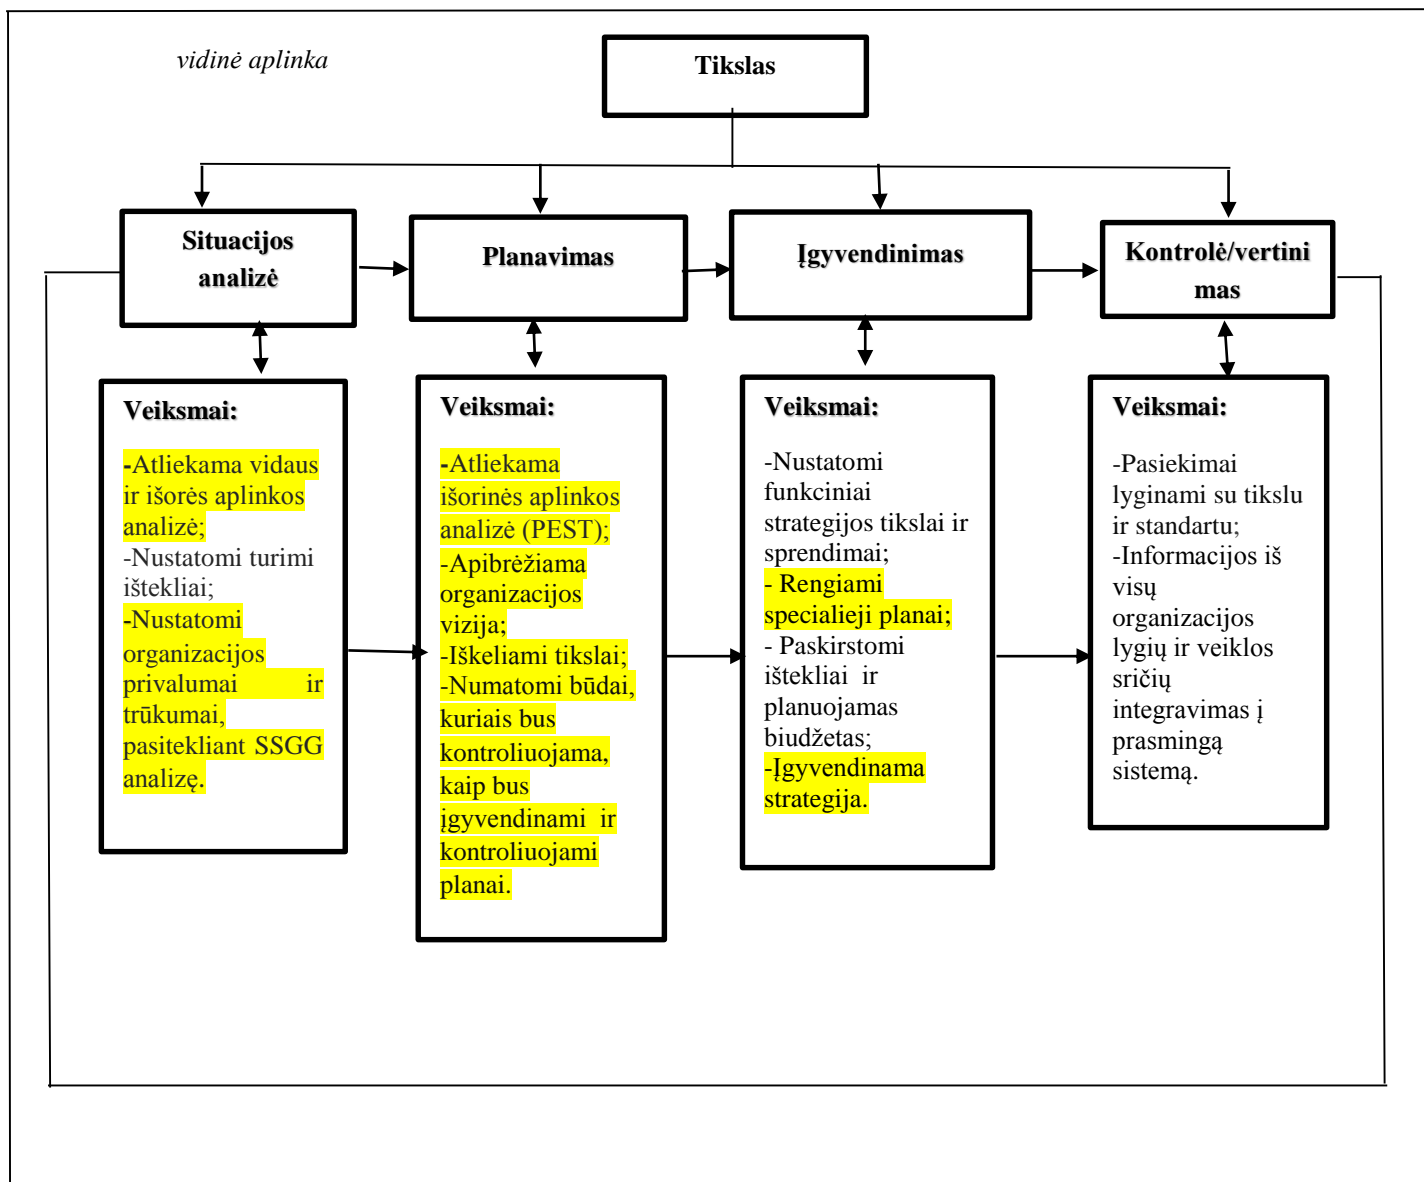 vidinė aplinka
Tikslas
Situacijos
analizė
Planavimas
Įgyvendinimas
Kontrolė/vertini
mas
Veiksmai:
-Atliekama vidaus
ir išorės aplinkos
analizė;
-Nustatomi turimi
ištekliai;
-Nustatomi
organizacijos
privalumai ir
trūkumai,
pasitekliant SSGG
analizę.
Veiksmai:
-Atliekama
išorinės aplinkos
analizė (PEST);
-Apibrėžiama
organizacijos
vizija;
-Iškeliami tikslai;
-Numatomi būdai,
kuriais bus
kontroliuojama,
kaip bus
įgyvendinami ir
kontroliuojami
planai.
Veiksmai:
-Nustatomi
funkciniai
strategijos tikslai ir
sprendimai;
- Rengiami
specialieji planai;
- Paskirstomi
ištekliai ir
planuojamas
biudžetas;
-Įgyvendinama
strategija.
Veiksmai:
-Pasiekimai
lyginami su tikslu
ir standartu;
-Informacijos iš
visų
organizacijos
lygių ir veiklos
sričių
integravimas į
prasmingą
sistemą.